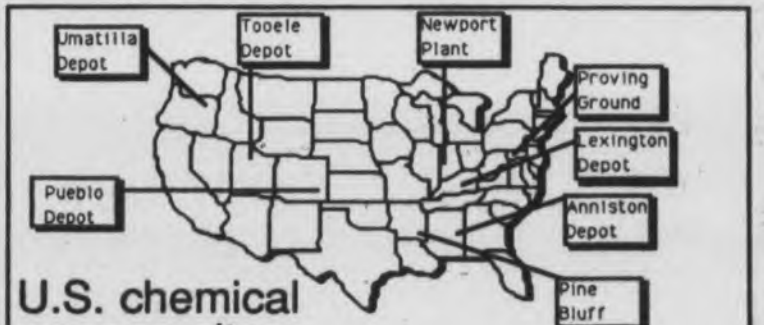 Umatilla
Depot
Tooele
Depot
Newport
Plant
Proving
Ground
Lexington
Depot
Pueblo
Depot
Anniston
Depot
Pine
Bluff
U.S. chemical